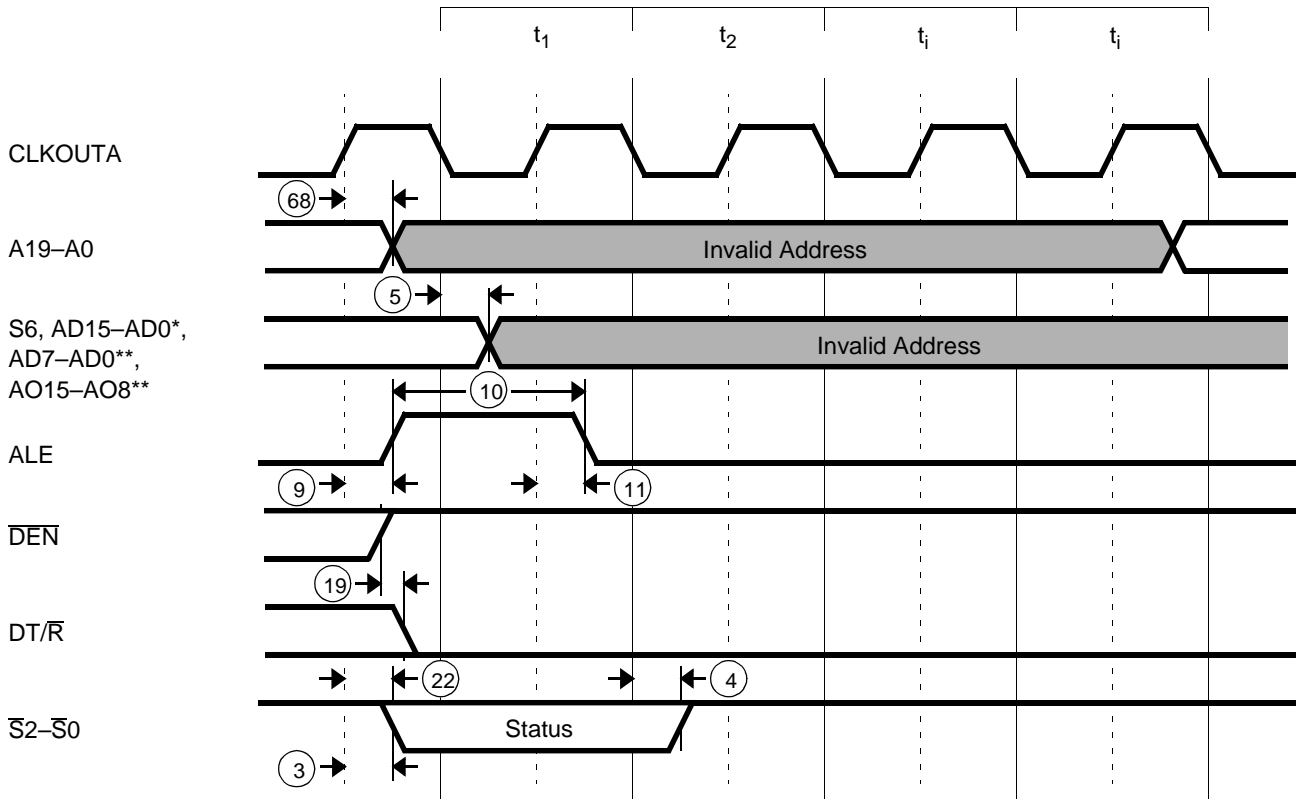 t1 t2 ti ti
CLKOUTA
68
A19–A0 Invalid Address
5
S6, AD15–AD0*,
AD7–AD0**, Invalid Address
AO15–AO8**
10
ALE
9 11
DEN
19
DT/R
22 4
S2–S0 Status
3